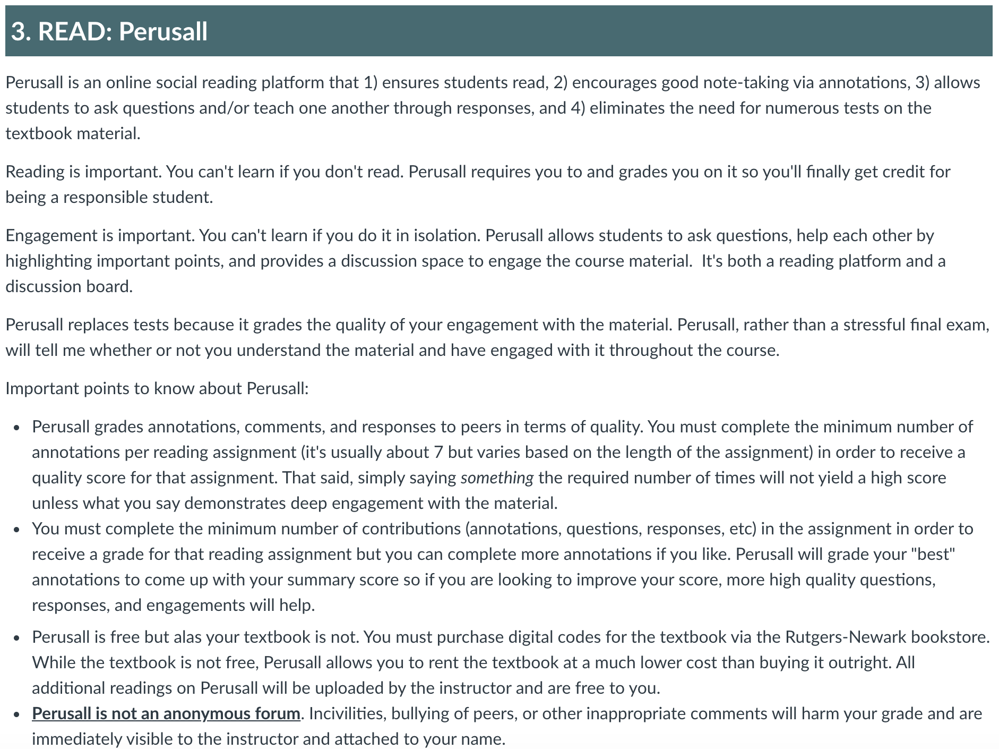 3. READ: Perusall
Perusall is an online social reading platform that 1) ensures students read, 2) encourages good note-taking via annotations, 3) allows
students to ask questions and/or teach one another through responses, and 4) eliminates the need for numerous tests on the
textbook material.
Reading is important. You can't learn if you don't read. Perusall requires you to and grades you on it so you'll finally get credit for
being a responsible student.
Engagement is important. You can't learn if you do it in isolation. Perusall allows students to ask questions, help each other by
highlighting important points, and provides a discussion space to engage the course material.  It's both a reading platform and a
discussion board.
Perusall replaces tests because it grades the quality of your engagement with the material. Perusall, rather than a stressful final exam,
will tell me whether or not you understand the material and have engaged with it throughout the course.
Important points to know about Perusall:
• Perusall grades annotations, comments, and responses to peers in terms of quality. You must complete the minimum number of
annotations per reading assignment (it's usually about 7 but varies based on the length of the assignment) in order to receive a
quality score for that assignment. That said, simply saying something the required number of times will not yield a high score
unless what you say demonstrates deep engagement with the material.
• You must complete the minimum number of contributions (annotations, questions, responses, etc) in the assignment in order to
receive a grade for that reading assignment but you can complete more annotations if you like. Perusall will grade your "best"
annotations to come up with your summary score so if you are looking to improve your score, more high quality questions,
responses, and engagements will help.
• Perusall is free but alas your textbook is not. You must purchase digital codes for the textbook via the Rutgers-Newark bookstore.
While the textbook is not free, Perusall allows you to rent the textbook at a much lower cost than buying it outright. All
additional readings on Perusall will be uploaded by the instructor and are free to you.
• Perusall is not an anonymous forum. Incivilities, bullying of peers, or other inappropriate comments will harm your grade and are
immediately visible to the instructor and attached to your name.